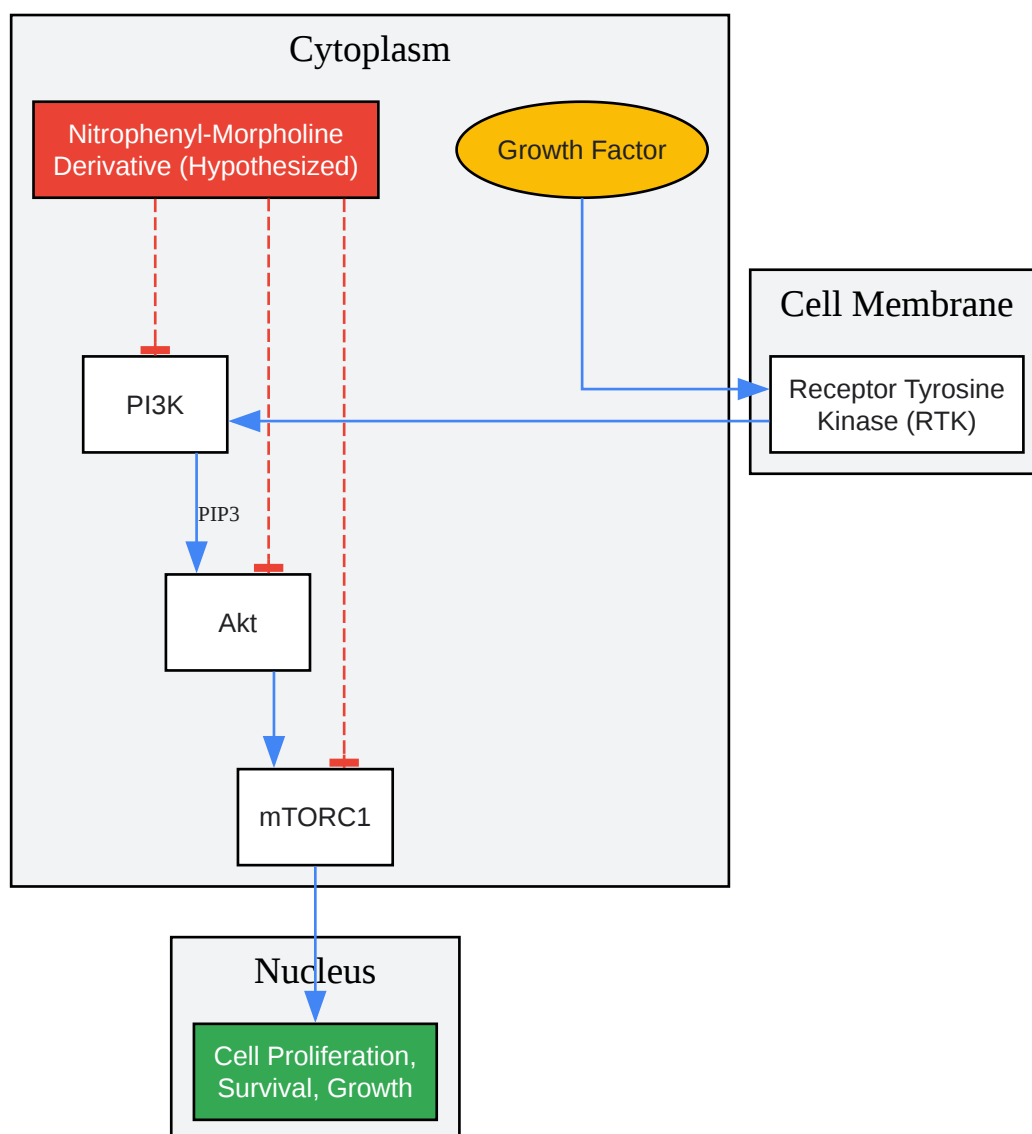 Cytoplasm
Nitrophenyl-Morpholine
Derivative (Hypothesized)
Growth Factor
Cell Membrane
Receptor Tyrosine
Kinase (RTK)
PI3K
PIP3
Akt
mTORC1
Nucleus
Cell Proliferation,
Survival, Growth